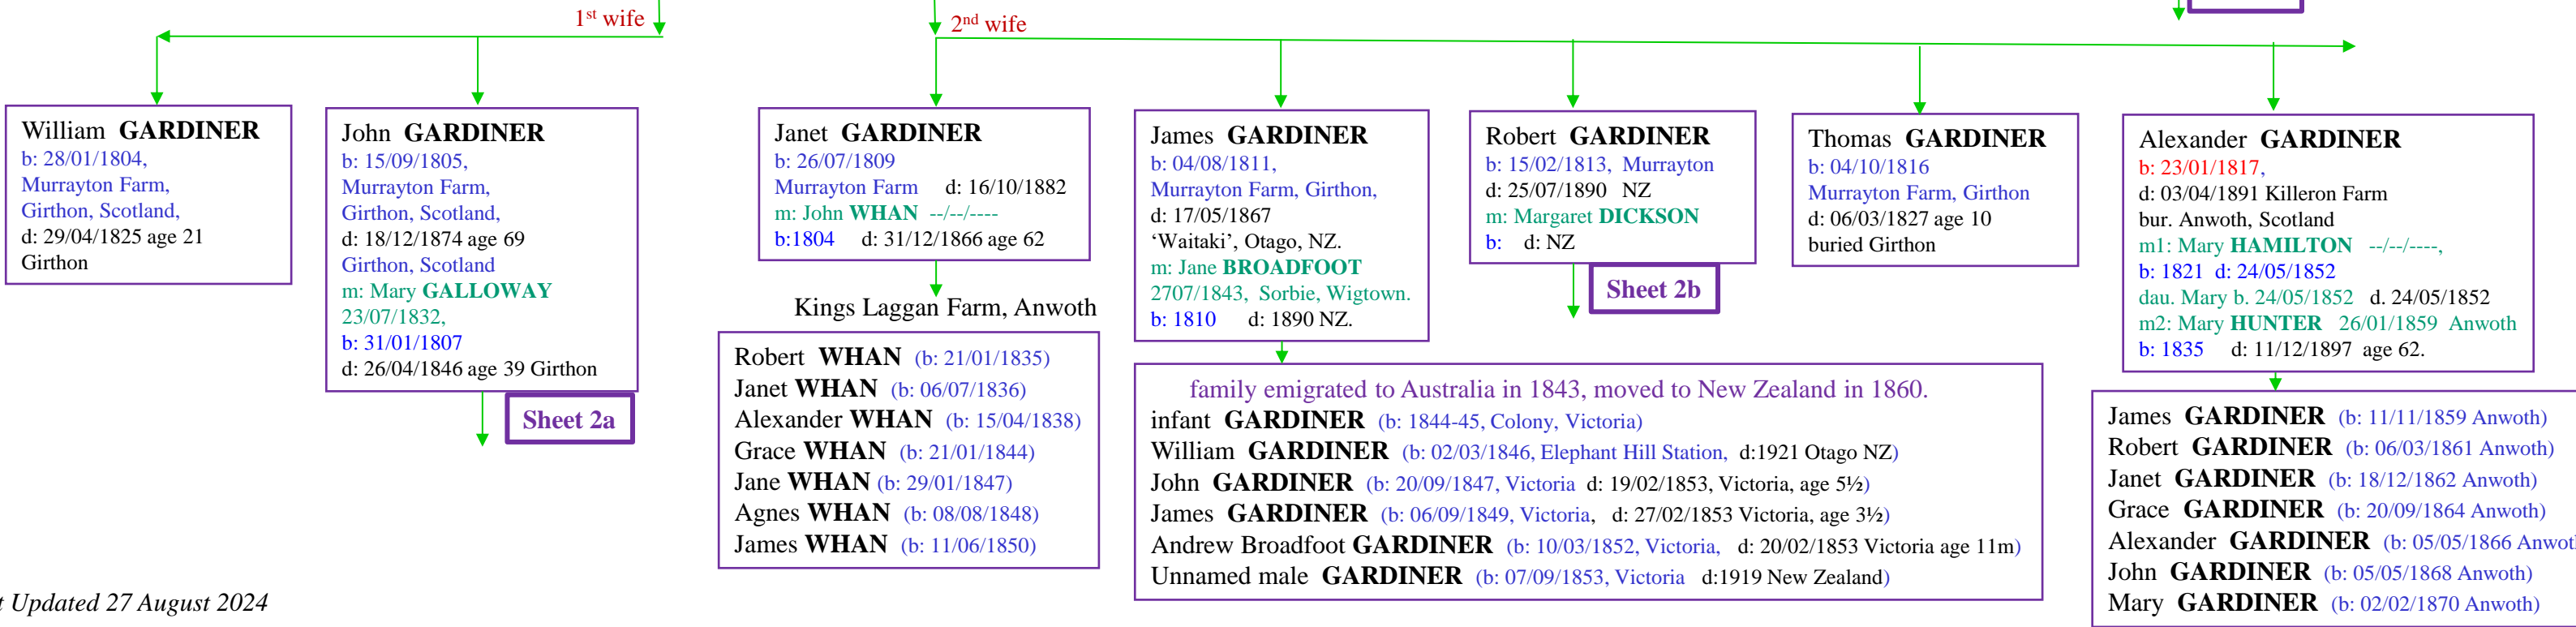 1st wife
2nd wife
William GARDINER
b: 28/01/1804,
Murrayton Farm,
Girthon, Scotland,
d: 29/04/1825 age 21
Girthon
John GARDINER
b: 15/09/1805,
Murrayton Farm,
Girthon, Scotland,
d: 18/12/1874 age 69
Girthon, Scotland
m: Mary GALLOWAY
23/07/1832,
b: 31/01/1807
d: 26/04/1846 age 39 Girthon
Sheet 2a
Janet GARDINER
b: 26/07/1809
Murrayton Farm d: 16/10/1882
m: John WHAN --/--/----
b:1804 d: 31/12/1866 age 62
Kings Laggan Farm, Anwoth
Robert WHAN (b: 21/01/1835)
Janet WHAN (b: 06/07/1836)
Alexander WHAN (b: 15/04/1838)
Grace WHAN (b: 21/01/1844)
Jane WHAN (b: 29/01/1847)
Agnes WHAN (b: 08/08/1848)
James WHAN (b: 11/06/1850)
James GARDINER
b: 04/08/1811,
Murrayton Farm, Girthon,
d: 17/05/1867
‘Waitaki’, Otago, NZ.
m: Jane BROADFOOT
2707/1843, Sorbie, Wigtown.
b: 1810 d: 1890 NZ.
family emigrated to Australia in 1843, moved to New Zealand in 1860.
infant GARDINER (b: 1844-45, Colony, Victoria)
William GARDINER (b: 02/03/1846, Elephant Hill Station, d:1921 Otago NZ)
John GARDINER (b: 20/09/1847, Victoria d: 19/02/1853, Victoria, age 5½)
James GARDINER (b: 06/09/1849, Victoria, d: 27/02/1853 Victoria, age 3½)
Andrew Broadfoot GARDINER (b: 10/03/1852, Victoria, d: 20/02/1853 Victoria age 11m)
Unnamed male GARDINER (b: 07/09/1853, Victoria d:1919 New Zealand)
Robert GARDINER
b: 15/02/1813, Murrayton
d: 25/07/1890 NZ
m: Margaret DICKSON
b: d: NZ
Sheet 2b
Thomas GARDINER
b: 04/10/1816
Murrayton Farm, Girthon
d: 06/03/1827 age 10
buried Girthon
Alexander GARDINER
b: 23/01/1817,
d: 03/04/1891 Killeron Farm
bur. Anwoth, Scotland
m1: Mary HAMILTON --/--/----,
b: 1821 d: 24/05/1852
dau. Mary b. 24/05/1852 d. 24/05/1852
m2: Mary HUNTER 26/01/1859 Anwoth
b: 1835 d: 11/12/1897 age 62.
James GARDINER (b: 11/11/1859 Anwoth)
Robert GARDINER (b: 06/03/1861 Anwoth)
Janet GARDINER (b: 18/12/1862 Anwoth)
Grace GARDINER (b: 20/09/1864 Anwoth)
Alexander GARDINER (b: 05/05/1866 Anwoth
John GARDINER (b: 05/05/1868 Anwoth)
Mary GARDINER (b: 02/02/1870 Anwoth)
Updated 27 August 2024